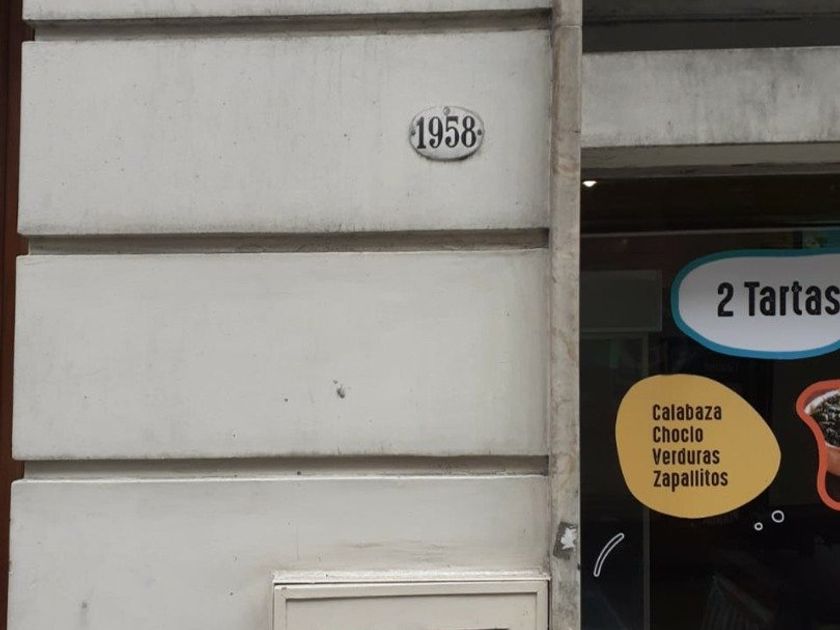 1958
2 Tartas
Calabaza
Choclo
Verduras
Zapallitos